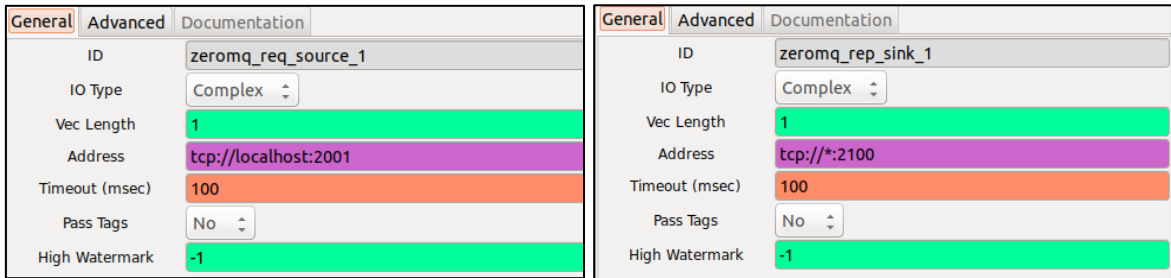 General Advanced Documentation
ID zeromq_req_source_1
IO Type Complex
Vec Length 1
Address tcp://localhost:2001
Timeout (msec) 100
Pass Tags No
High Watermark -1
General Advanced Documentation
ID zeromq_rep_sink_1
IO Type Complex
Vec Length 1
Address tcp://*:2100
Timeout (msec) 100
Pass Tags No
High Watermark -1